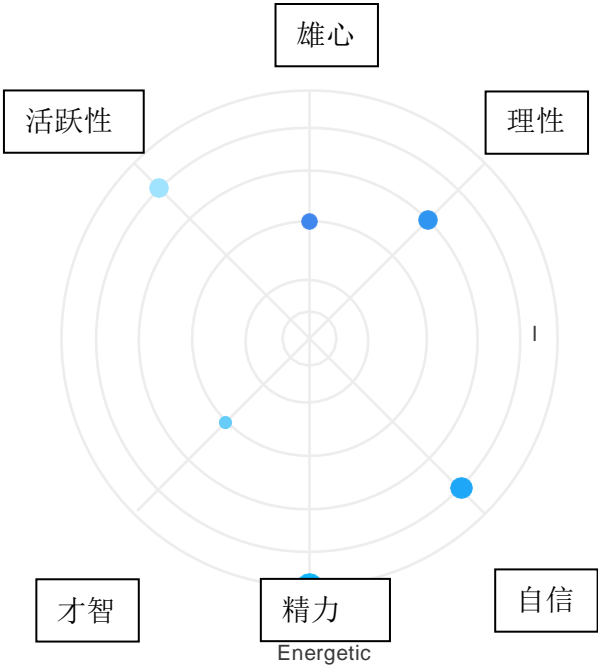 雄心
活跃性
理性
I
才智
精力
自信
Energetic